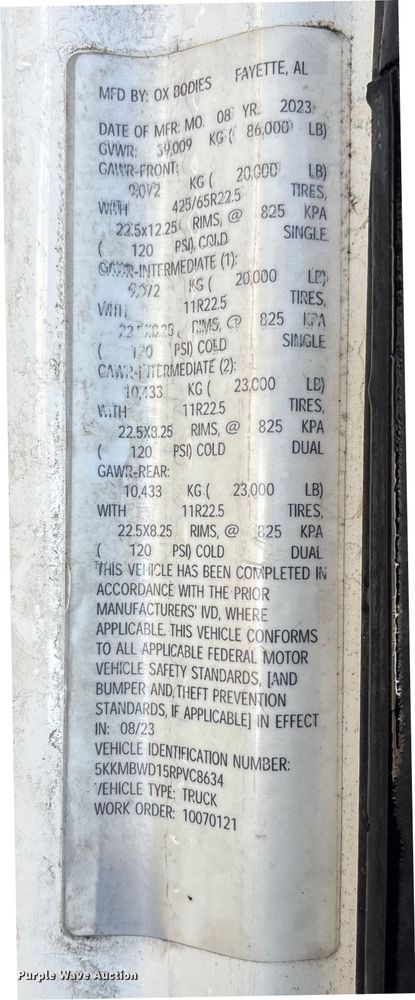 MFD BY: OX BODIES FAYETTE, AL
DATE OF MFR: MO. 08 YR. 2023
GVWR: 39,009 KG ( 86,000 LB)
GAWR-FRONT:
9,072 KG ( 20,000 LB)
WITH 425/65R22.5 TIRES,
22.5x12.25 RIMS, @ 825 KPA
( 120 PSI) COLD SINGLE
GAWR-INTERMEDIATE (1):
9,072 KG ( 20,000 LB)
WITH 11R22.5 TIRES,
22.5X8.25 RIMS, @ 825 KPA
( 120 PSI) COLD SINGLE
GAWR-INTERMEDIATE (2):
10,433 KG ( 23,000 LB)
WITH 11R22.5 TIRES,
22.5X8.25 RIMS, @ 825 KPA
( 120 PSI) COLD DUAL
GAWR-REAR:
10,433 KG ( 23,000 LB)
WITH 11R22.5 TIRES,
22.5X8.25 RIMS, @ 825 KPA
( 120 PSI) COLD DUAL
THIS VEHICLE HAS BEEN COMPLETED IN
ACCORDANCE WITH THE PRIOR
MANUFACTURERS' IVD, WHERE
APPLICABLE. THIS VEHICLE CONFORMS
TO ALL APPLICABLE FEDERAL MOTOR
VEHICLE SAFETY STANDARDS, [AND
BUMPER AND THEFT PREVENTION
STANDARDS, IF APPLICABLE] IN EFFECT
IN: 08/23
VEHICLE IDENTIFICATION NUMBER:
5KKMBWD15RPVC8634
VEHICLE TYPE: TRUCK
WORK ORDER: 10070121
Purple Wave Auction